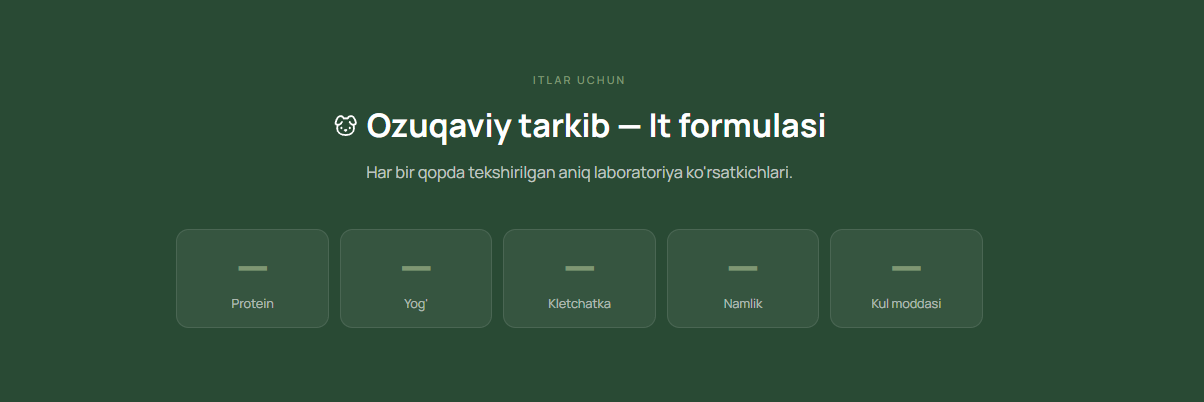 ITLAR UCHUN
Ozuqaviy tarkib — It formulasi
Har bir qopda tekshirilgan aniq laboratoriya ko'rsatkichlari.
— — — — —
Protein Yog' Kletchatka Namlik Kul moddasi